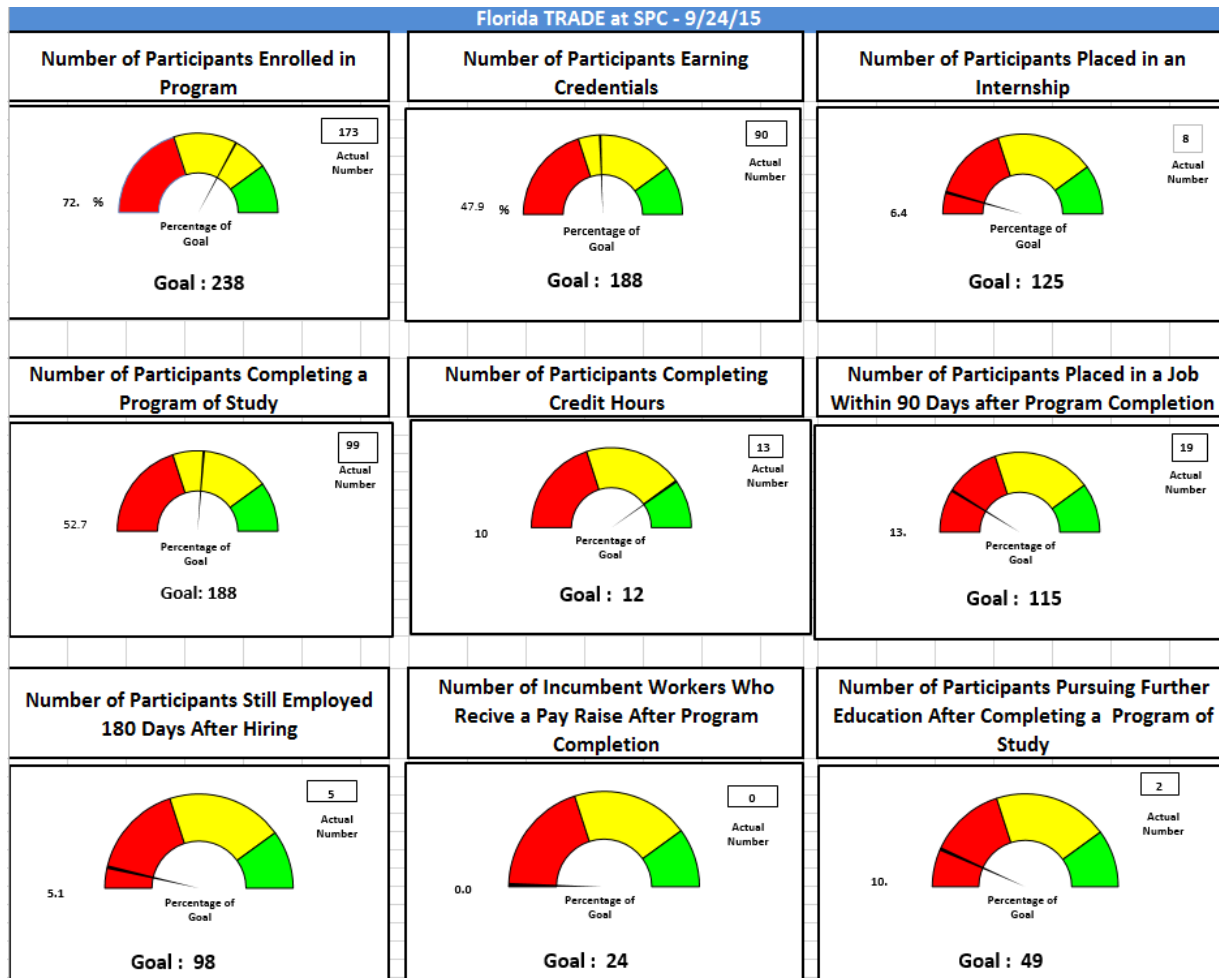 Florida TRADE at SPC - 9/24/15
Number of Participants Enrolled in
Program
173
Actual
Number
72. %
Percentage of
Goal
Goal : 238
Number of Participants Earning
Credentials
90
Actual
Number
47.9 %
Percentage of
Goal
Goal : 188
Number of Participants Placed in an
Internship
8
Actual
Number
6.4
Percentage of
Goal
Goal : 125
Number of Participants Completing a
Program of Study
99
Actual
Number
52.7
Percentage of
Goal
Goal: 188
Number of Participants Completing
Credit Hours
13
Actual
Number
10
Percentage of
Goal
Goal : 12
Number of Participants Placed in a Job
Within 90 Days after Program Completion
19
Actual
Number
13.
Percentage of
Goal
Goal : 115
Number of Participants Still Employed
180 Days After Hiring
5
Actual
Number
5.1
Percentage of
Goal
Goal : 98
Number of Incumbent Workers Who
Recive a Pay Raise After Program
Completion
0
Actual
Number
0.0
Percentage of
Goal
Goal : 24
Number of Participants Pursuing Further
Education After Completing a Program of
Study
2
Actual
Number
10.
Percentage of
Goal
Goal : 49